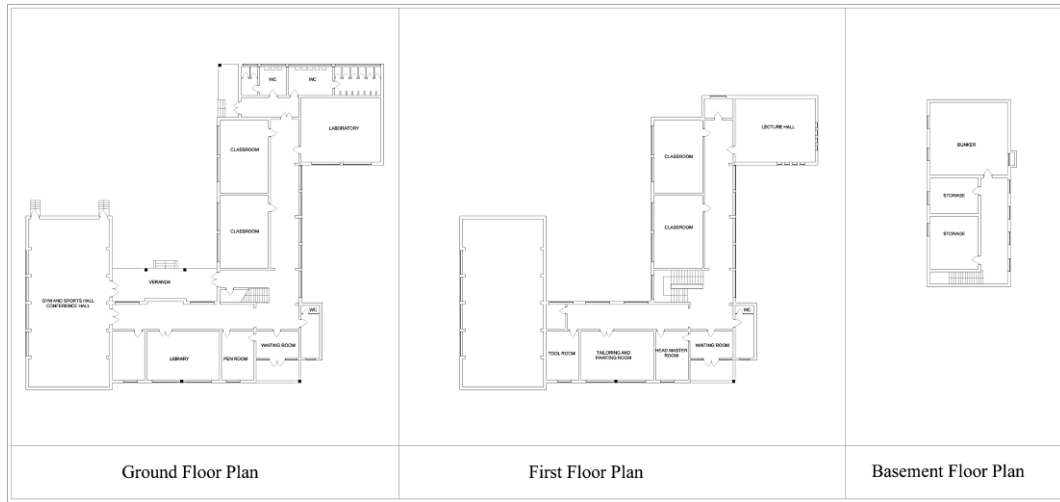 WC
WC
LABORATORY
CLASSROOM
CLASSROOM
VERANDA
GYM AND SPORTS HALL
CONFERENCE HALL
WC
LIBRARY
PEN ROOM
WAITING ROOM
Ground Floor Plan
LECTURE HALL
CLASSROOM
CLASSROOM
WC
TOOL ROOM
TAILORING AND
PAINTING ROOM
HEAD MASTER
ROOM
WAITING ROOM
First Floor Plan
BUNKER
STORAGE
STORAGE
Basement Floor Plan